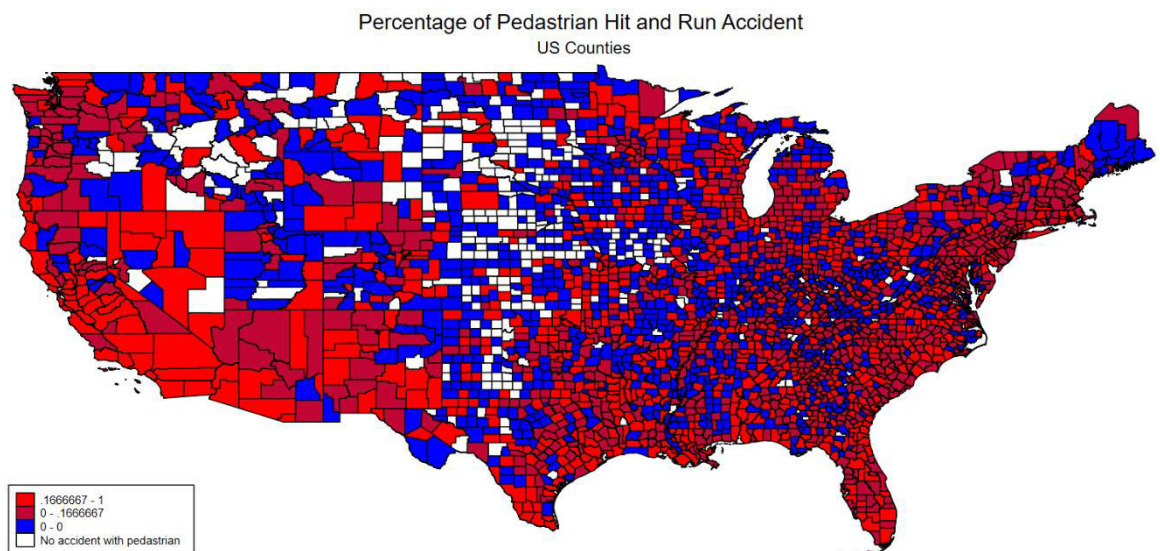 Percentage of Pedastrian Hit and Run Accident
US Counties
.1666667 - 1
0 - .1666667
0 - 0
No accident with pedastrian